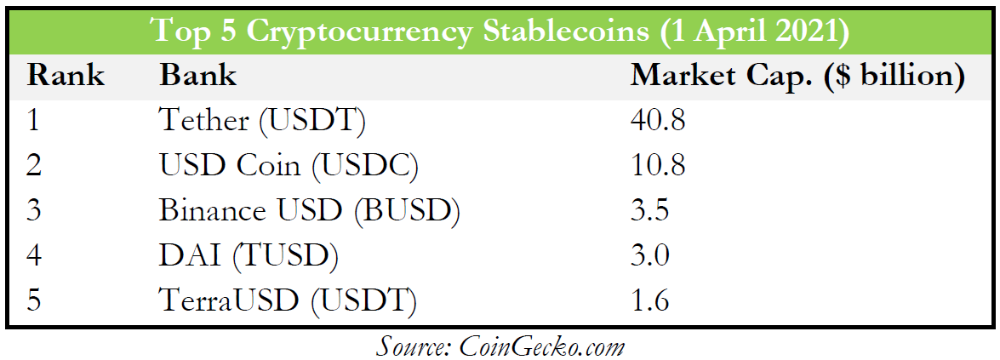 Top 5 Cryptocurrency Stablecoins (1 April 2021)
Rank Bank Market Cap. ($ billion)
1 Tether (USDT) 40.8
2 USD Coin (USDC) 10.8
3 Binance USD (BUSD) 3.5
4 DAI (TUSD) 3.0
5 TerraUSD (USDT) 1.6
Source: CoinGecko.com